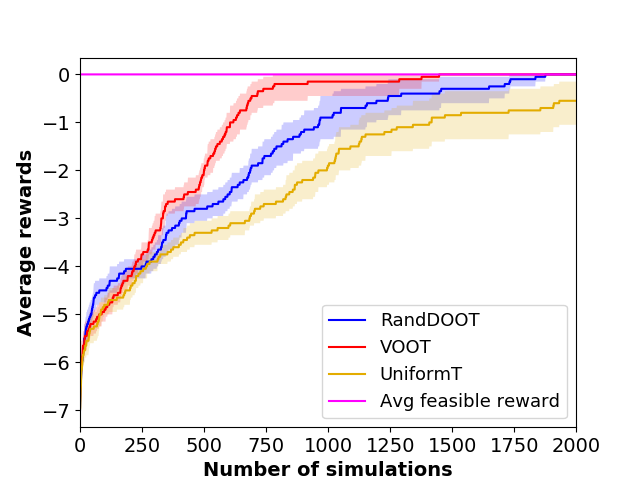 0
−1
−2
−3
−4
−5
−6
−7
Average rewards
RandDOOT
VOOT
UniformT
Avg feasible reward
0 250 500 750 1000 1250 1500 1750 2000
Number of simulations